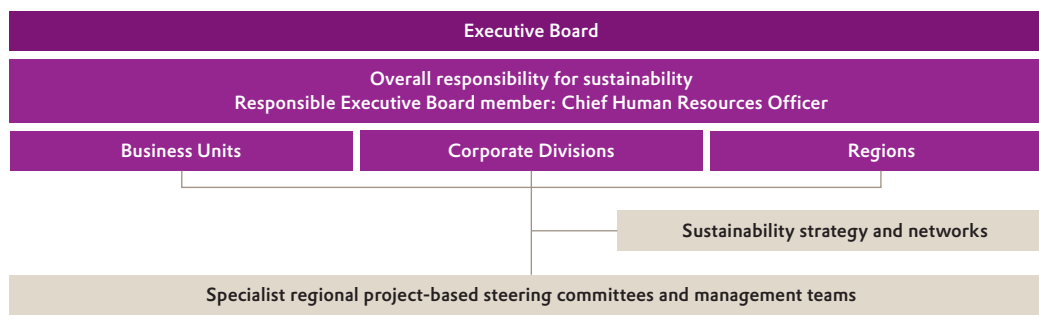 Executive Board
Overall responsibility for sustainability
Responsible Executive Board member: Chief Human Resources Officer
Business Units
Corporate Divisions
Regions
Sustainability strategy and networks
Specialist regional project-based steering committees and management teams